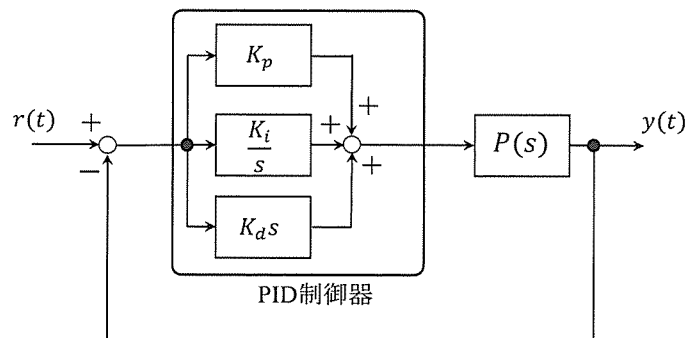 K_p
r(t)
+
+
+
K_i
s
+
P(s)
y(t)
−
K_d s
PID制御器